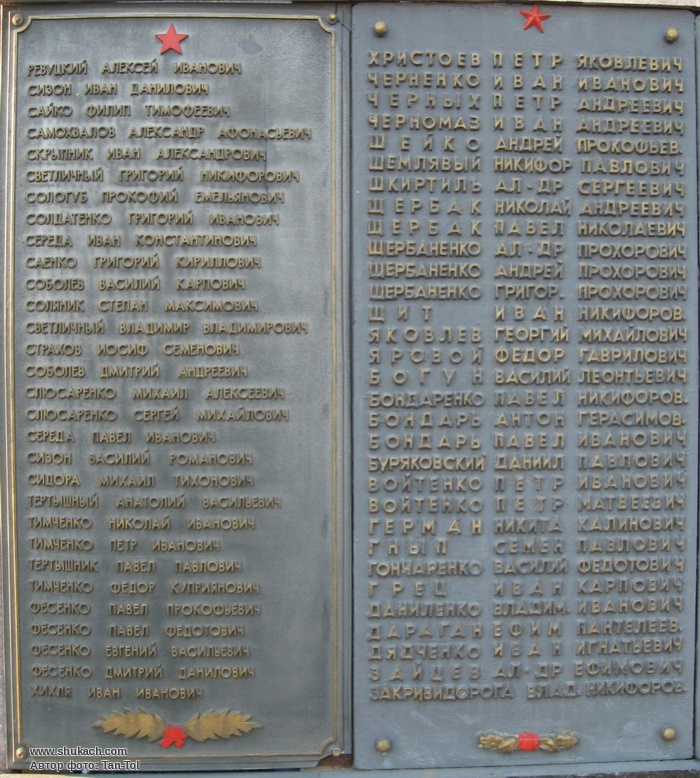 РЕВУЦКИЙ АЛЕКСЕЙ ИВАНОВИЧ
СИЗОН ИВАН ДАНИЛОВИЧ
САЙКО ФИЛИП ТИМОФЕЕВИЧ
САМОХВАЛОВ АЛЕКСАНДР АФОНАСЬЕВИЧ
СКРЫПНИК ИВАН АЛЕКСАНДРОВИЧ
СВЕТЛИЧНЫЙ ГРИГОРИЙ НИКИФОРОВИЧ
СОЛОГУБ ПРОКОФИЙ ЕМЕЛЬЯНОВИЧ
СОЛДАТЕНКО ГРИГОРИЙ ИВАНОВИЧ
СЕРЕДА ИВАН КОНСТАНТИНОВИЧ
САЕНКО ГРИГОРИЙ КИРИЛЛОВИЧ
СОБОЛЕВ ВАСИЛИЙ КАРПОВИЧ
СОЛЯНИК СТЕПАН МАКСИМОВИЧ
СВЕТЛИЧНЫЙ ВЛАДИМИР ВЛАДИМИРОВИЧ
СТРАХОВ ИОСИФ СЕМЕНОВИЧ
СОБОЛЕВ ДМИТРИЙ АНДРЕЕВИЧ
СЛЮСАРЕНКО МИХАИЛ АЛЕКСЕЕВИЧ
СЛЮСАРЕНКО СЕРГЕЙ МИХАЙЛОВИЧ
СЕРЕДА ПАВЕЛ ИВАНОВИЧ
СИЗОН ВАСИЛИЙ РОМАНОВИЧ
СИДОРА МИХАИЛ ТИХОНОВИЧ
ТЕРТЫШНЫЙ АНАТОЛИЙ ВАСИЛЬЕВИЧ
ТИМЧЕНКО НИКОЛАЙ ИВАНОВИЧ
ТИМЧЕНКО ПЕТР ИВАНОВИЧ
ТЕРТЫШНИК ПАВЕЛ ПАВЛОВИЧ
ТИМЧЕНКО ФЕДОР КУПРИЯНОВИЧ
ФЕСЕНКО ПАВЕЛ ПРОКОФЬЕВИЧ
ФЕСЕНКО ПАВЕЛ ФЕДОТОВИЧ
ФЕСЕНКО ЕВГЕНИЙ ВАСИЛЬЕВИЧ
ФЕСЕНКО ДМИТРИЙ ДАНИЛОВИЧ
ХИХЛЯ ИВАН ИВАНОВИЧ
ХРИСТОЕВ ПЕТР ЯКОВЛЕВИЧ
ЧЕРНЕНКО ИВАН ИВАНОВИЧ
ЧЕРНЫХ ПЕТР АНДРЕЕВИЧ
ЧЕРНОМАЗ ИВАН АНДРЕЕВИЧ
ШЕЙКО АНДРЕЙ ПРОКОФЬЕВ.
ШЕМЛЯВЫЙ НИКИФОР ПАВЛОВИЧ
ШКИРТИЛЬ АЛ-ДР СЕРГЕЕВИЧ
ЩЕРБАК НИКОЛАЙ АНДРЕЕВИЧ
ЩЕРБАК ПАВЕЛ НИКОЛАЕВИЧ
ЩЕРБАНЕНКО АЛ-ДР ПРОХОРОВИЧ
ЩЕРБАНЕНКО АНДРЕЙ ПРОХОРОВИЧ
ЩЕРБАНЕНКО ГРИГОР. ПРОХОРОВИЧ
ЩИТ ИВАН НИКИФОРОВ.
ЯКОВЛЕВ ГЕОРГИЙ МИХАЙЛОВИЧ
ЯРОВОЙ ФЕДОР ГАВРИЛОВИЧ
БОГУН ВАСИЛИЙ ЛЕОНТЬЕВИЧ
БОНДАРЕНКО ПАВЕЛ НИКИФОРОВ.
БОНДАРЬ АНТОН ГЕРАСИМОВ.
БОНДАРЬ ПАВЕЛ ИВАНОВИЧ
БУРЯКОВСКИЙ ДАНИИЛ ПАВЛОВИЧ
ВОЙТЕНКО ПЕТР ИВАНОВИЧ
ВОЙТЕНКО ПЕТР МАТВЕЕВИЧ
ГЕРМАН НИКИТА КАЛИНОВИЧ
ГНЫП СЕМЕН ПАВЛОВИЧ
ГОНЧАРЕНКО ВАСИЛИЙ ФЕДОТОВИЧ
ГРЕЦ ИВАН КАРПОВИЧ
ДАНИЛЕНКО ВЛАДИМ. ИВАНОВИЧ
ДАРАГАН ЕФИМ ПАНТЕЛЕЕВ.
ДЯДЧЕНКО ИВАН ИГНАТЬЕВИЧ
ЗАЙЦЕВ АЛ-ДР ЕФИМОВИЧ
ЗАКРИВИДОРОГА ВЛАД. НИКИФОРОВ.
www.shukach.com
Автор фото: Tan-Tol